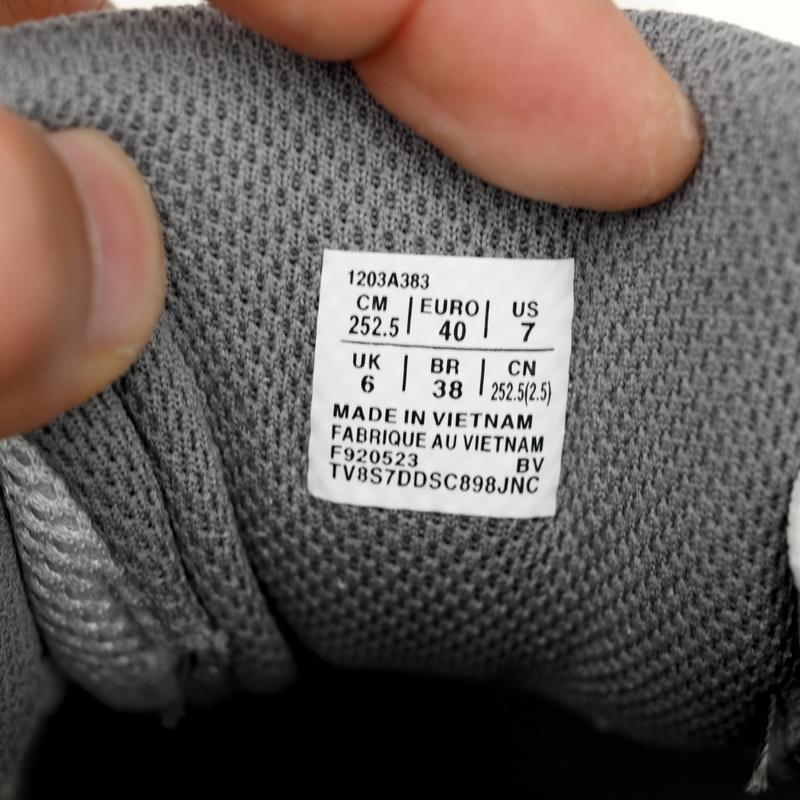 1203A383
CM | EURO | US
252.5 | 40 | 7
UK | BR | CN
6 | 38 | 252.5(2.5)
MADE IN VIETNAM
FABRIQUE AU VIETNAM
F920523 BV
TV8S7DDSC898JNC